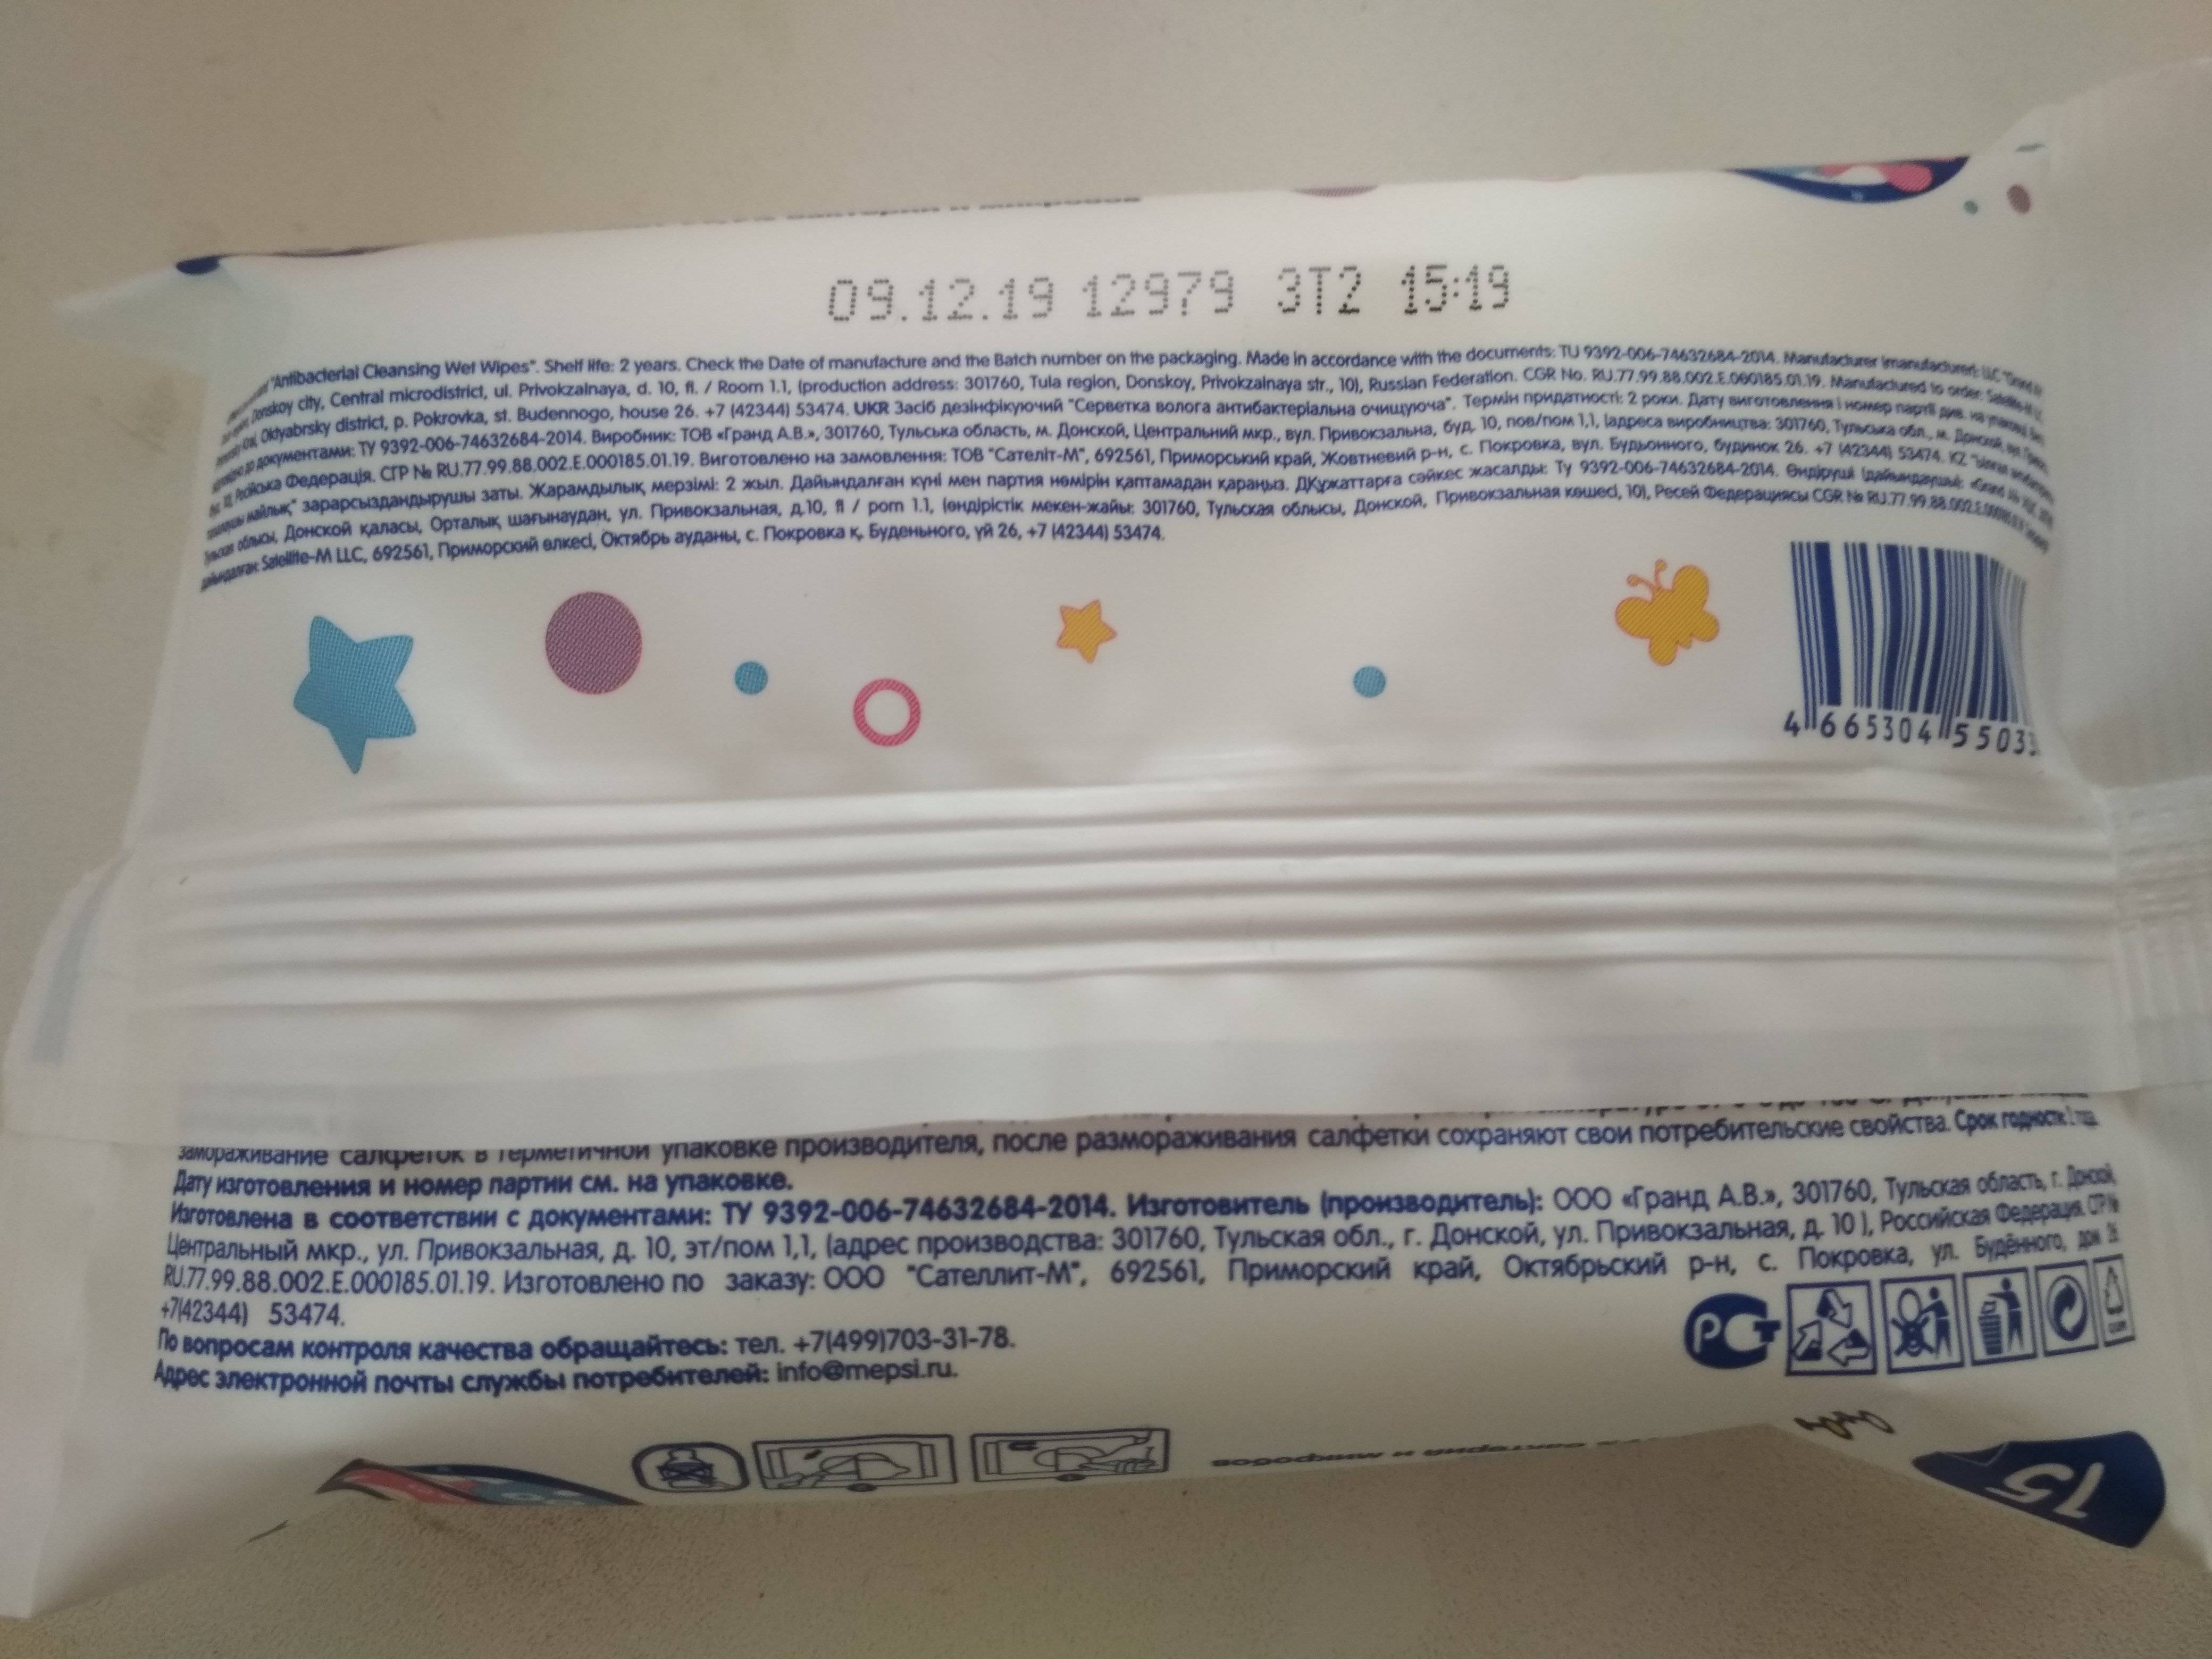 09.12.19 12979 3T2 15:19
"Antibacterial Cleansing Wet Wipes". Shelf life: 2 years. Check the Date of manufacture and the Batch number on the packaging. Made in accordance with the documents: TU 9392-006-74632684-2014. Manufacturer (manufactured): LLC "Grand
Donskoy city, Central microdistrict, ul. Privokzalnaya, d. 10, fl. / Room 1.1, (production address: 301760, Tula region, Donskoy, Privokzalnaya str., 10), Russian Federation. CGR No. RU.77.99.88.002.E.000185.01.19. Manufactured to order:
Oktyabrsky district, p. Pokrovka, st. Budennogo, house 26. +7 (42344) 53474. UKR Засіб дезінфікуючий "Серветка волога антибактеріальна очищуюча". Термін придатності: 2 роки. Дату виготовлення і номер партії див. на
документами: ТУ 9392-006-74632684-2014. Виробник: ТОВ «Гранд А.В.», 301760, Тульська область, м. Донской, Центральний мкр., вул. Привокзальна, буд. 10, пов/пом 1,1, (адреса виробництва: 301760, Тульська обл., м. Донской,
Російська Федерація. СГР № RU.77.99.88.002.E.000185.01.19. Виготовлено на замовлення: ТОВ "Сателіт-М", 692561, Приморський край, Жовтневий р-н, с. Покровка, вул. Будьонного, будинок 26. +7 (42344) 53474. KZ
майлық" зарарсыздандырушы заты. Жарамдылық мерзімі: 2 жыл. Дайындалған күні мен партия нөмірін қаптамадан қараңыз. ДҚұжаттарға сәйкес жасалды: Ту 9392-006-74632684-2014. Өндіруші
облысы, Донской қаласы, Орталық шағынаудан, ул. Привокзальная, д.10, fl / pom 1.1, (өндірістік мекен-жайы: 301760, Тульская облысы, Донской, Привокзальная көшесі, 10), Ресей Федерациясы CGR № RU.77.99.88.002.E.
Satellite-M LLC, 692561, Приморский өлкесі, Октябрь ауданы, с. Покровка қ. Буденьного, үй 26, +7 (42344) 53474.
4 665304 5503
замораживание салфеток в герметичной упаковке производителя, после размораживания салфетки сохраняют свои потребительские свойства. Срок годности:
Дату изготовления и номер партии см. на упаковке.
Изготовлена в соответствии с документами: ТУ 9392-006-74632684-2014. Изготовитель (производитель): ООО «Гранд А.В.», 301760, Тульская область, г. Донской,
Центральный мкр., ул. Привокзальная, д. 10, эт/пом 1,1, (адрес производства: 301760, Тульская обл., г. Донской, ул. Привокзальная, д. 10 ), Российская Федерация. СГР №
RU.77.99.88.002.E.000185.01.19. Изготовлено по заказу: ООО "Сателлит-М", 692561, Приморский край, Октябрьский р-н, с. Покровка, ул. Будённого, дом 26
+7(42344) 53474.
По вопросам контроля качества обращайтесь: тел. +7(499)703-31-78.
Адрес электронной почты службы потребителей: info@mepsi.ru.
РСТ
15